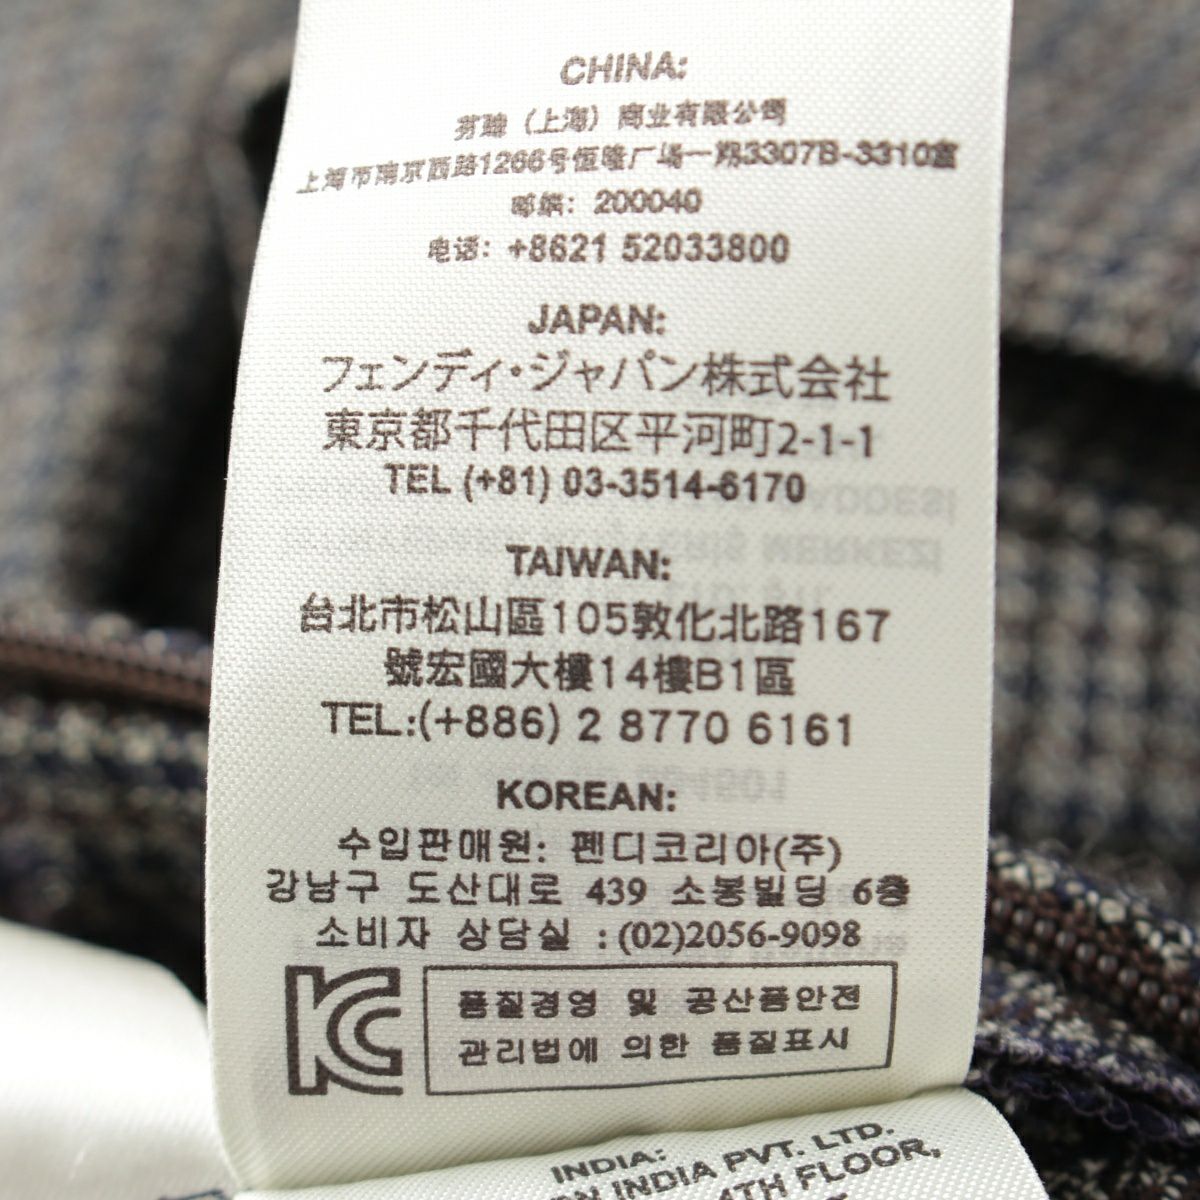 CHINA:
芬迪（上海）商业有限公司
上海市南京西路1266号恒隆广场一期3307B-3310室
邮编：200040
电话：+8621 52033800
JAPAN:
フェンディ・ジャパン株式会社
東京都千代田区平河町2-1-1
TEL (+81) 03-3514-6170
TAIWAN:
台北市松山區105敦化北路167
號宏國大樓14樓B1區
TEL.:(+886) 2 8770 6161
KOREAN:
수입판매원: 펜디코리아(주)
강남구 도산대로 439 소봉빌딩 6층
소비자 상담실 : (02)2056-9098
품질경영 및 공산품안전
관리법에 의한 품질표시
INDIA:
INDIA PVT. LTD.
4TH FLOOR,